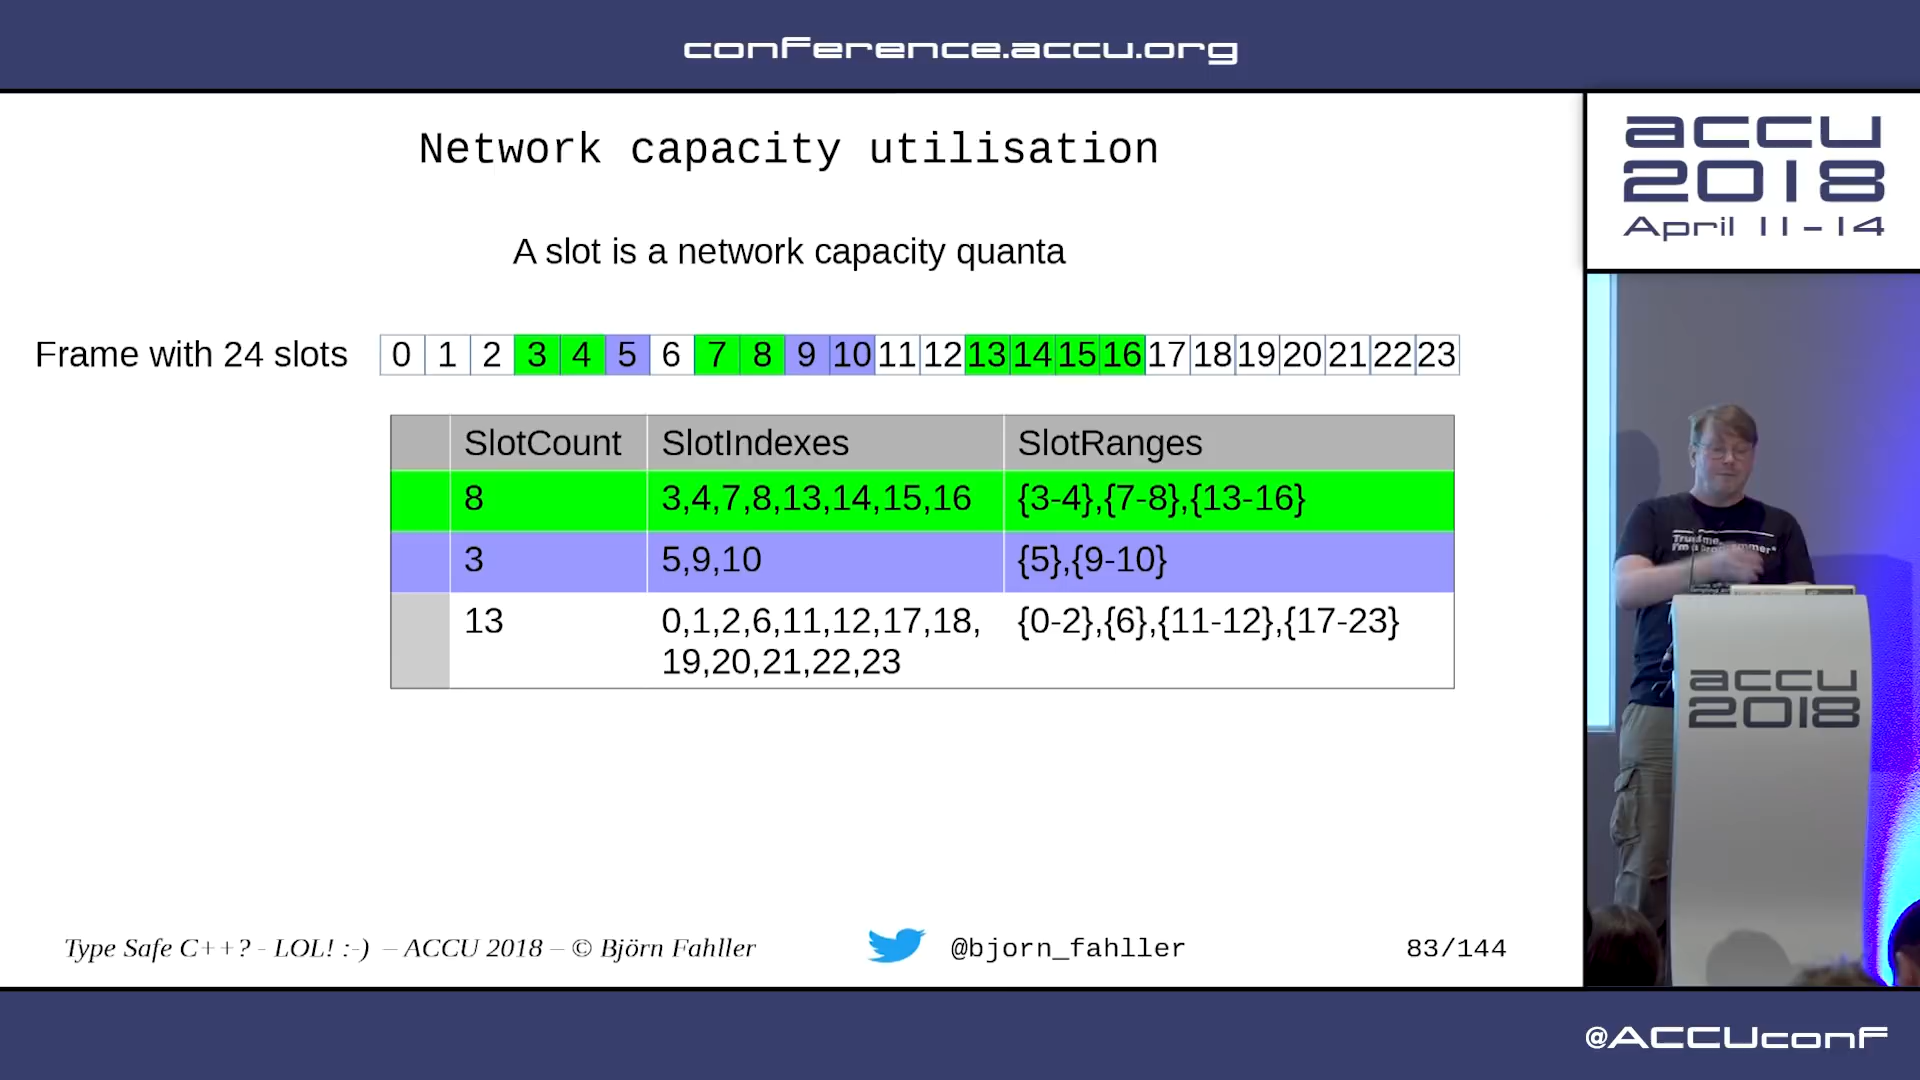 conference.accu.org
Network capacity utilisation
A slot is a network capacity quanta
Frame with 24 slots 0 1 2 3 4 5 6 7 8 9 10 11 12 13 14 15 16 17 18 19 20 21 22 23
SlotCount SlotIndexes SlotRanges
8 3,4,7,8,13,14,15,16 {3-4},{7-8},{13-16}
3 5,9,10 {5},{9-10}
13 0,1,2,6,11,12,17,18, {0-2},{6},{11-12},{17-23}
19,20,21,22,23
Type Safe C++? - LOL! :-) – ACCU 2018 – © Björn Fahller @bjorn_fahller 83/144
accu
2018
April 11-14
Trust me,
I'm a programmer
accu
2018
@ACCUconf